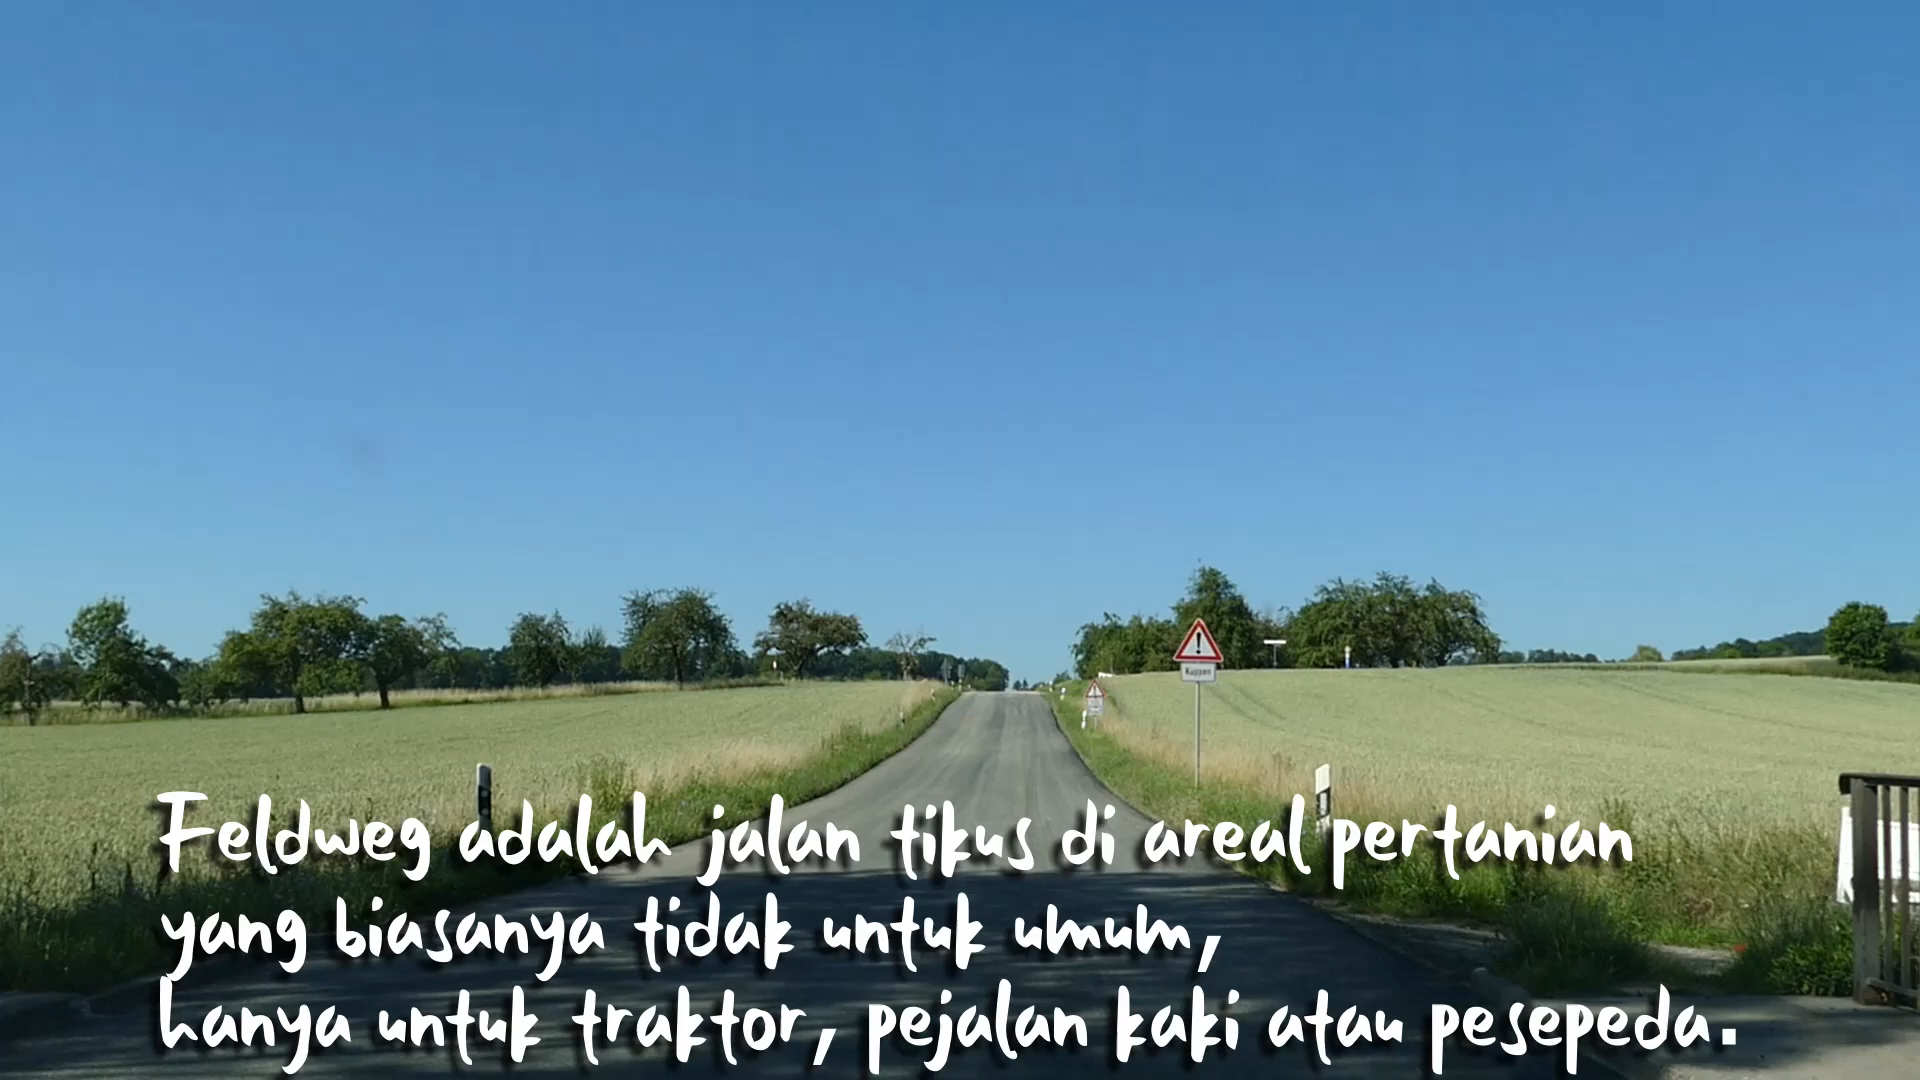 Kuppen
Feldweg adalah jalan tikus di areal pertanian
yang biasanya tidak untuk umum,
hanya untuk traktor, pejalan kaki atau pesepeda.